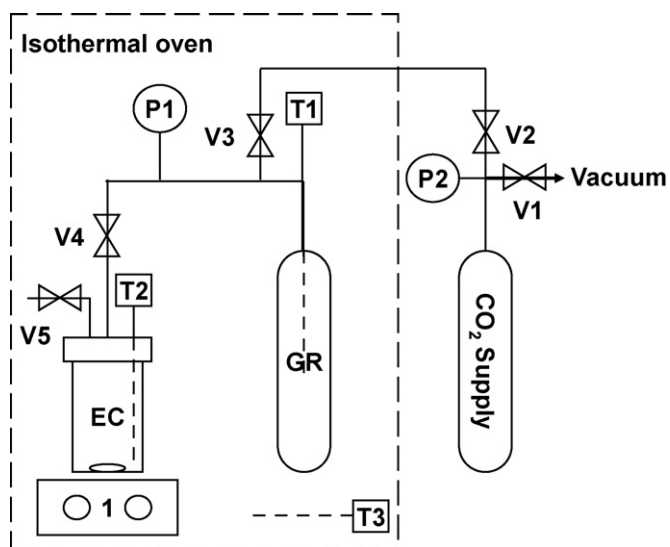 Isothermal oven
P1
T1
V3
V2
P2
Vacuum
V1
V4
T2
V5
GR
CO₂ Supply
EC
1
T3